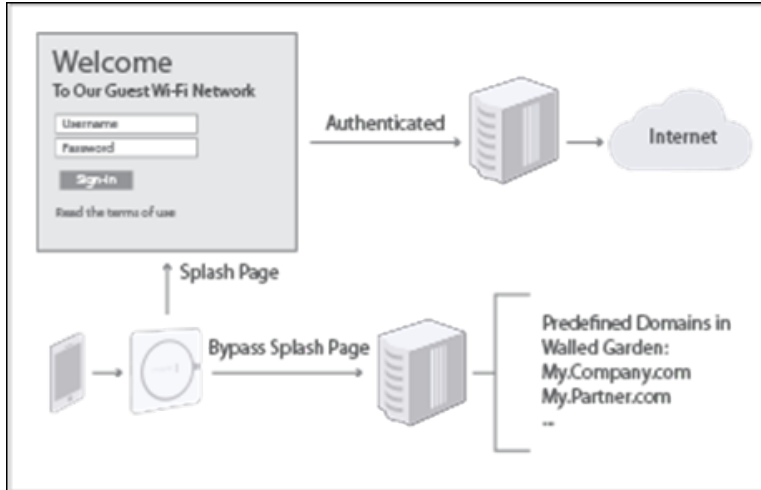 Welcome
To Our Guest Wi-Fi Network
Username
Password
Sign-in
Read the terms of use
Authenticated
Internet
Splash Page
Bypass Splash Page
Predefined Domains in
Walled Garden:
My.Company.com
My.Partner.com
...